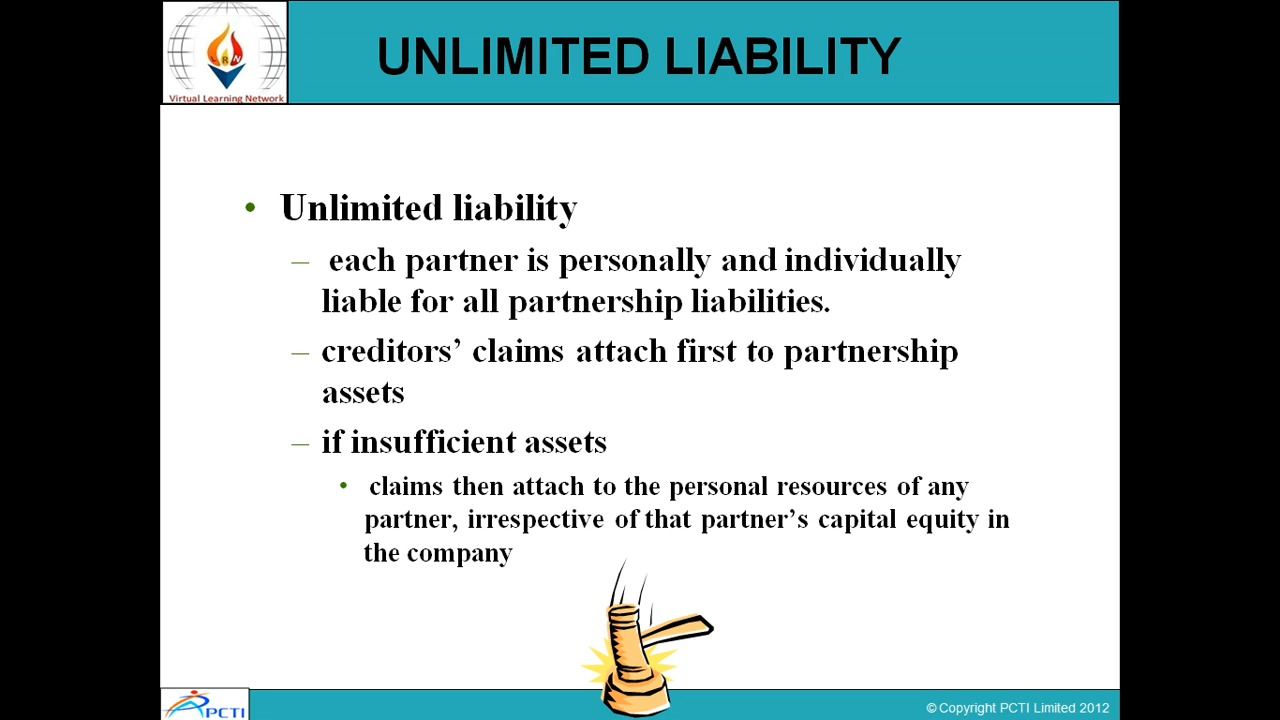 UNLIMITED LIABILITY
Virtual Learning Network
• Unlimited liability
– each partner is personally and individually
liable for all partnership liabilities.
– creditors’ claims attach first to partnership
assets
– if insufficient assets
• claims then attach to the personal resources of any
partner, irrespective of that partner’s capital equity in
the company
PCTI
© Copyright PCTI Limited 2012